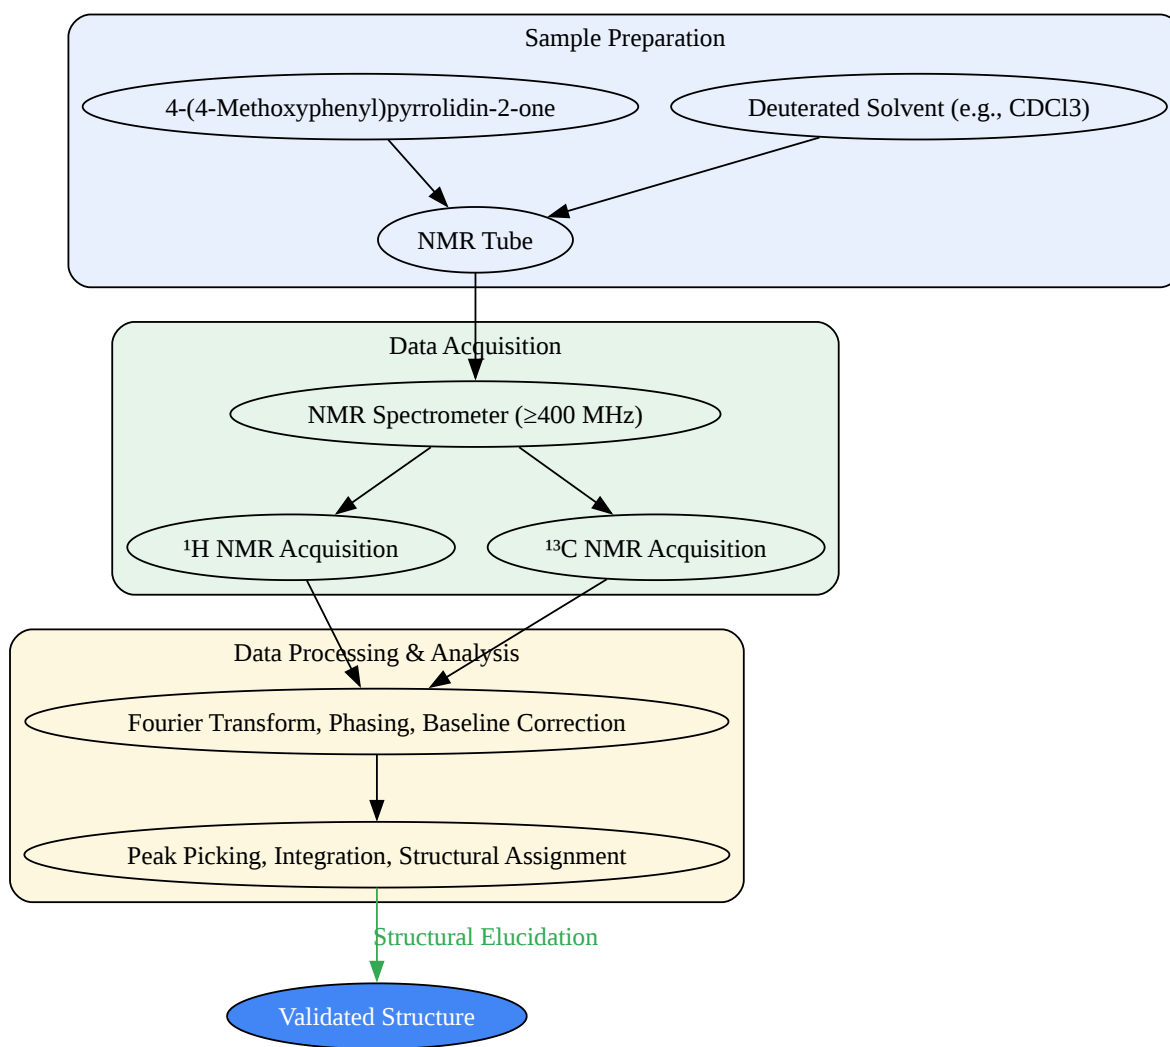 Sample Preparation
4-(4-Methoxyphenyl)pyrrolidin-2-one
Deuterated Solvent (e.g., CDCl3)
NMR Tube
Data Acquisition
NMR Spectrometer (≥400 MHz)
¹H NMR Acquisition
¹³C NMR Acquisition
Data Processing & Analysis
Fourier Transform, Phasing, Baseline Correction
Peak Picking, Integration, Structural Assignment
Structural Elucidation
Validated Structure